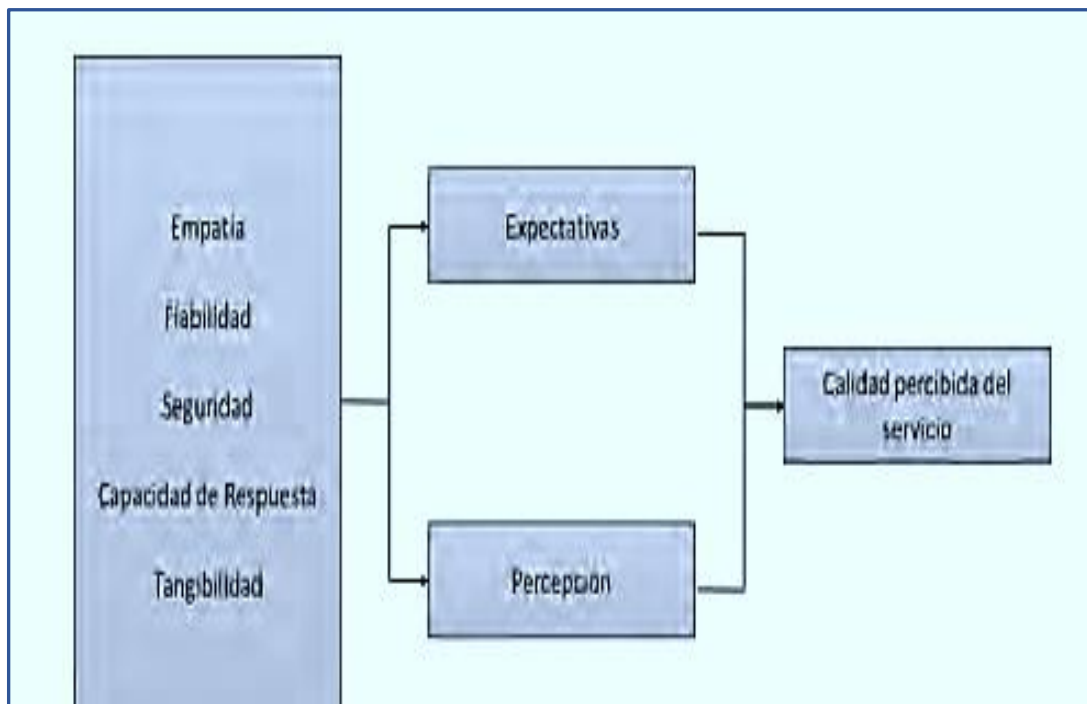 Empatía
Fiabilidad
Seguridad
Capacidad de Respuesta
Tangibilidad
Expectativas
Percepción
Calidad percibida del
servicio